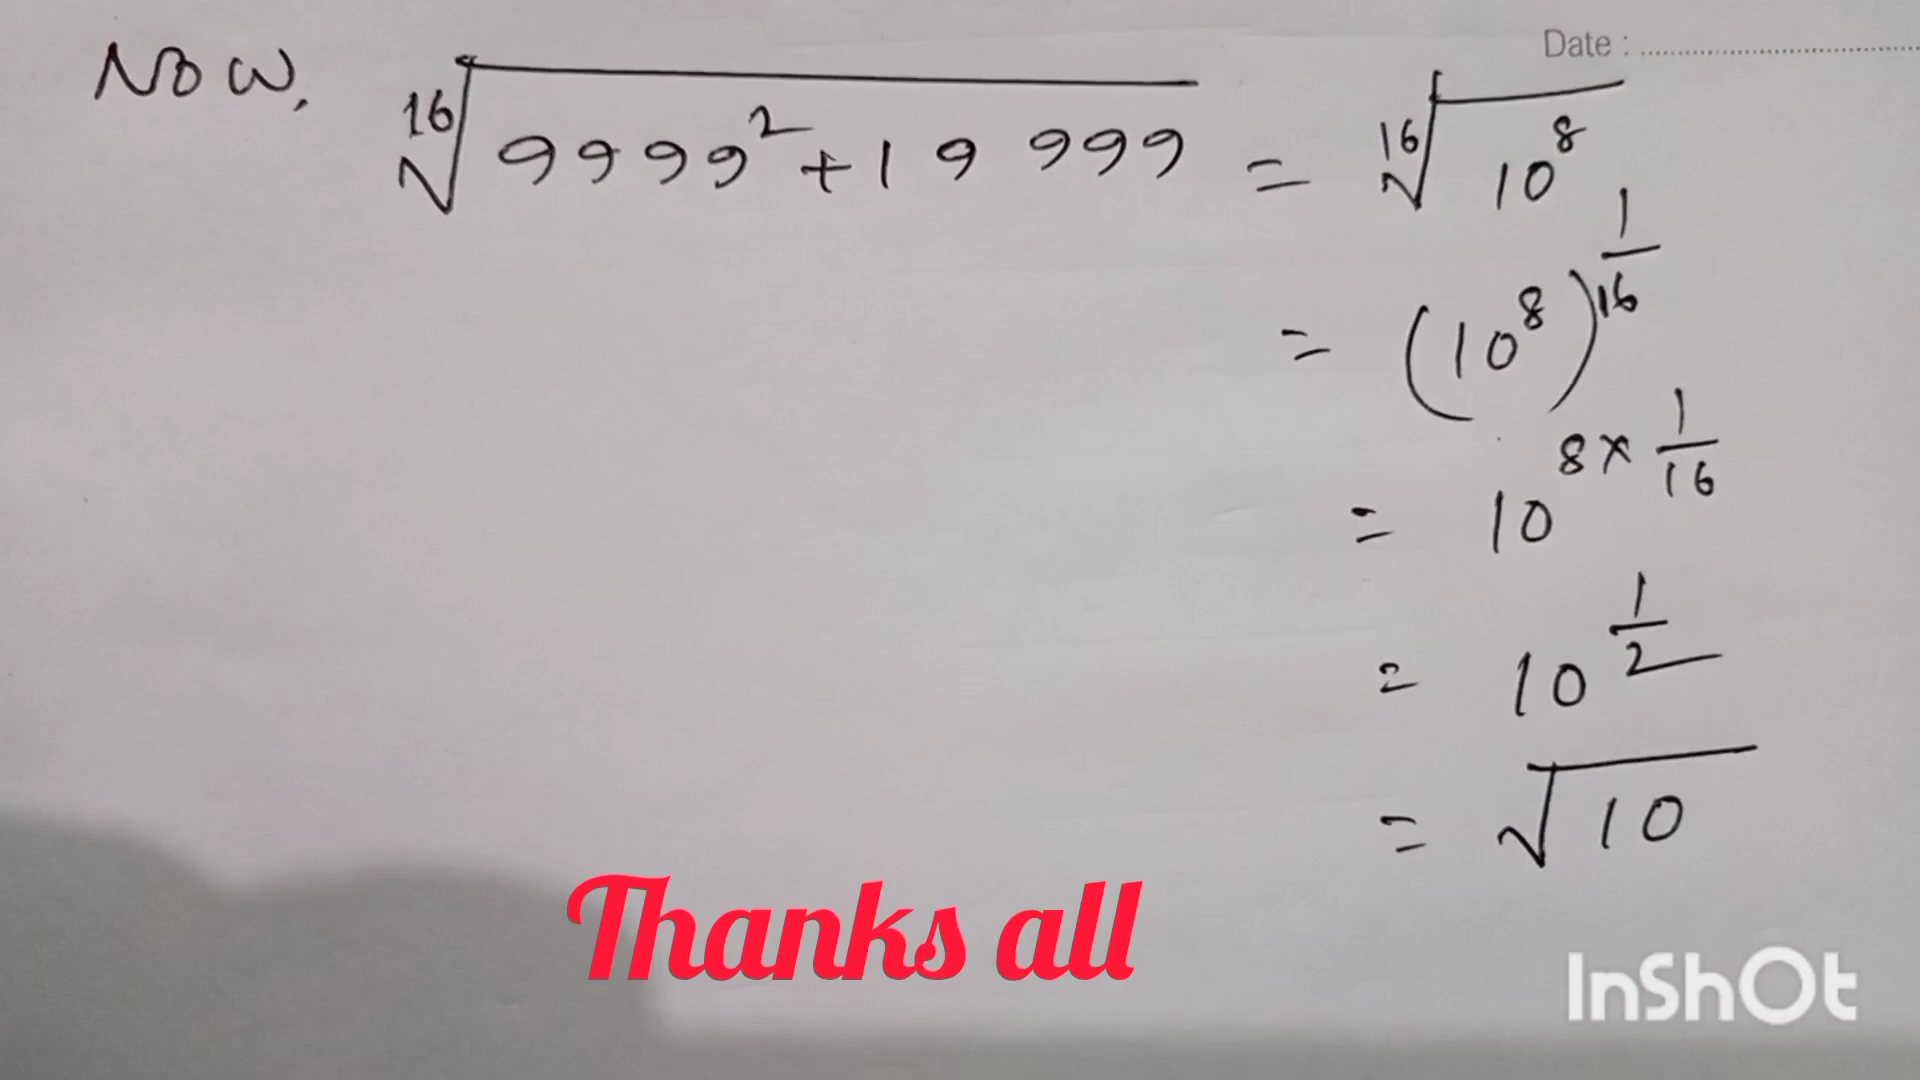 Date :
Now, ¹⁶√(9999² + 19 999) = ¹⁶√(10⁸)
= (10⁸)^(1/16)
= 10^(8 × 1/16)
= 10^(1/2)
= √10
Thanks all
InShOt